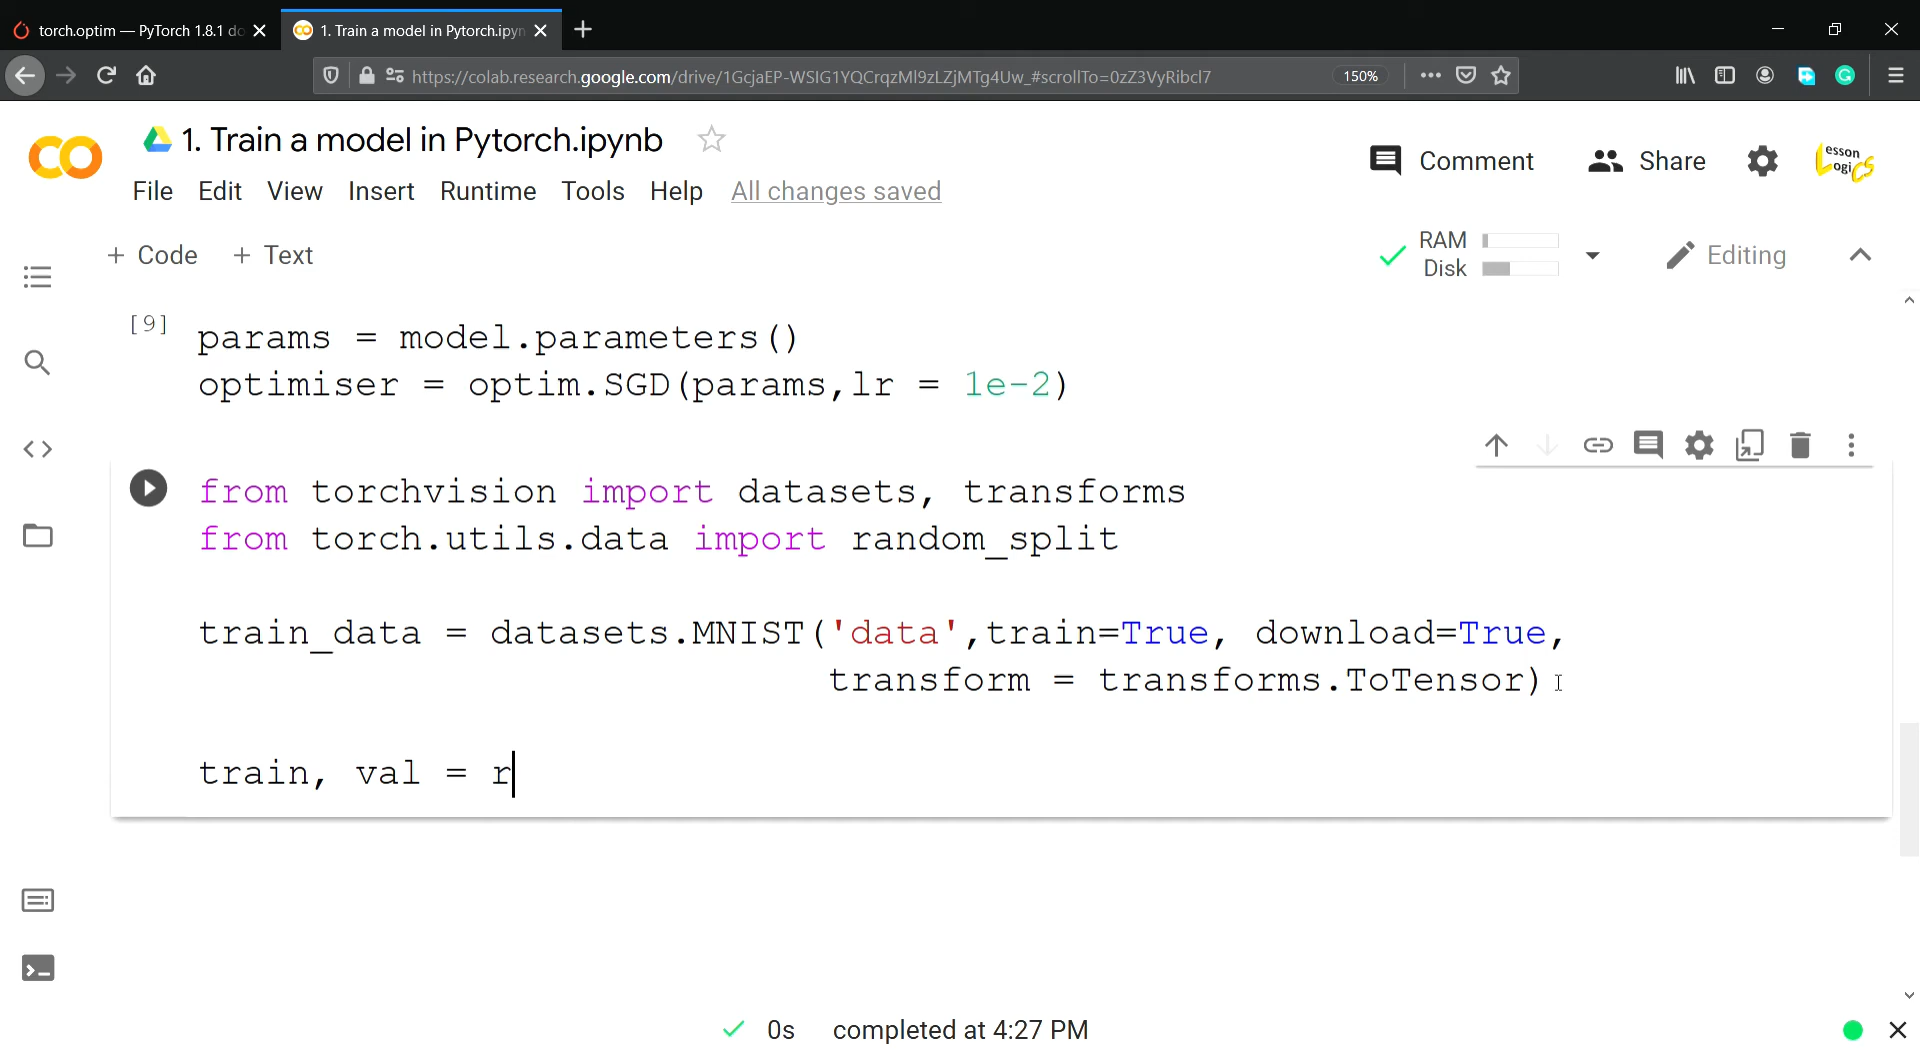 torch.optim — PyTorch 1.8.1 do
1. Train a model in Pytorch.ipyn
https://colab.research.google.com/drive/1GcjaEP-WSIG1YQCrqzMl9zLZjMTg4Uw_#scrollTo=0zZ3VyRibcl7
150%
1. Train a model in Pytorch.ipynb
Comment
Share
Lesson
LogiCS
File Edit View Insert Runtime Tools Help All changes saved
+ Code + Text
RAM
Disk
Editing
[9]
params = model.parameters()
optimiser = optim.SGD(params,lr = 1e-2)
from torchvision import datasets, transforms
from torch.utils.data import random_split
train_data = datasets.MNIST('data',train=True, download=True,
transform = transforms.ToTensor)
train, val = r
0s completed at 4:27 PM